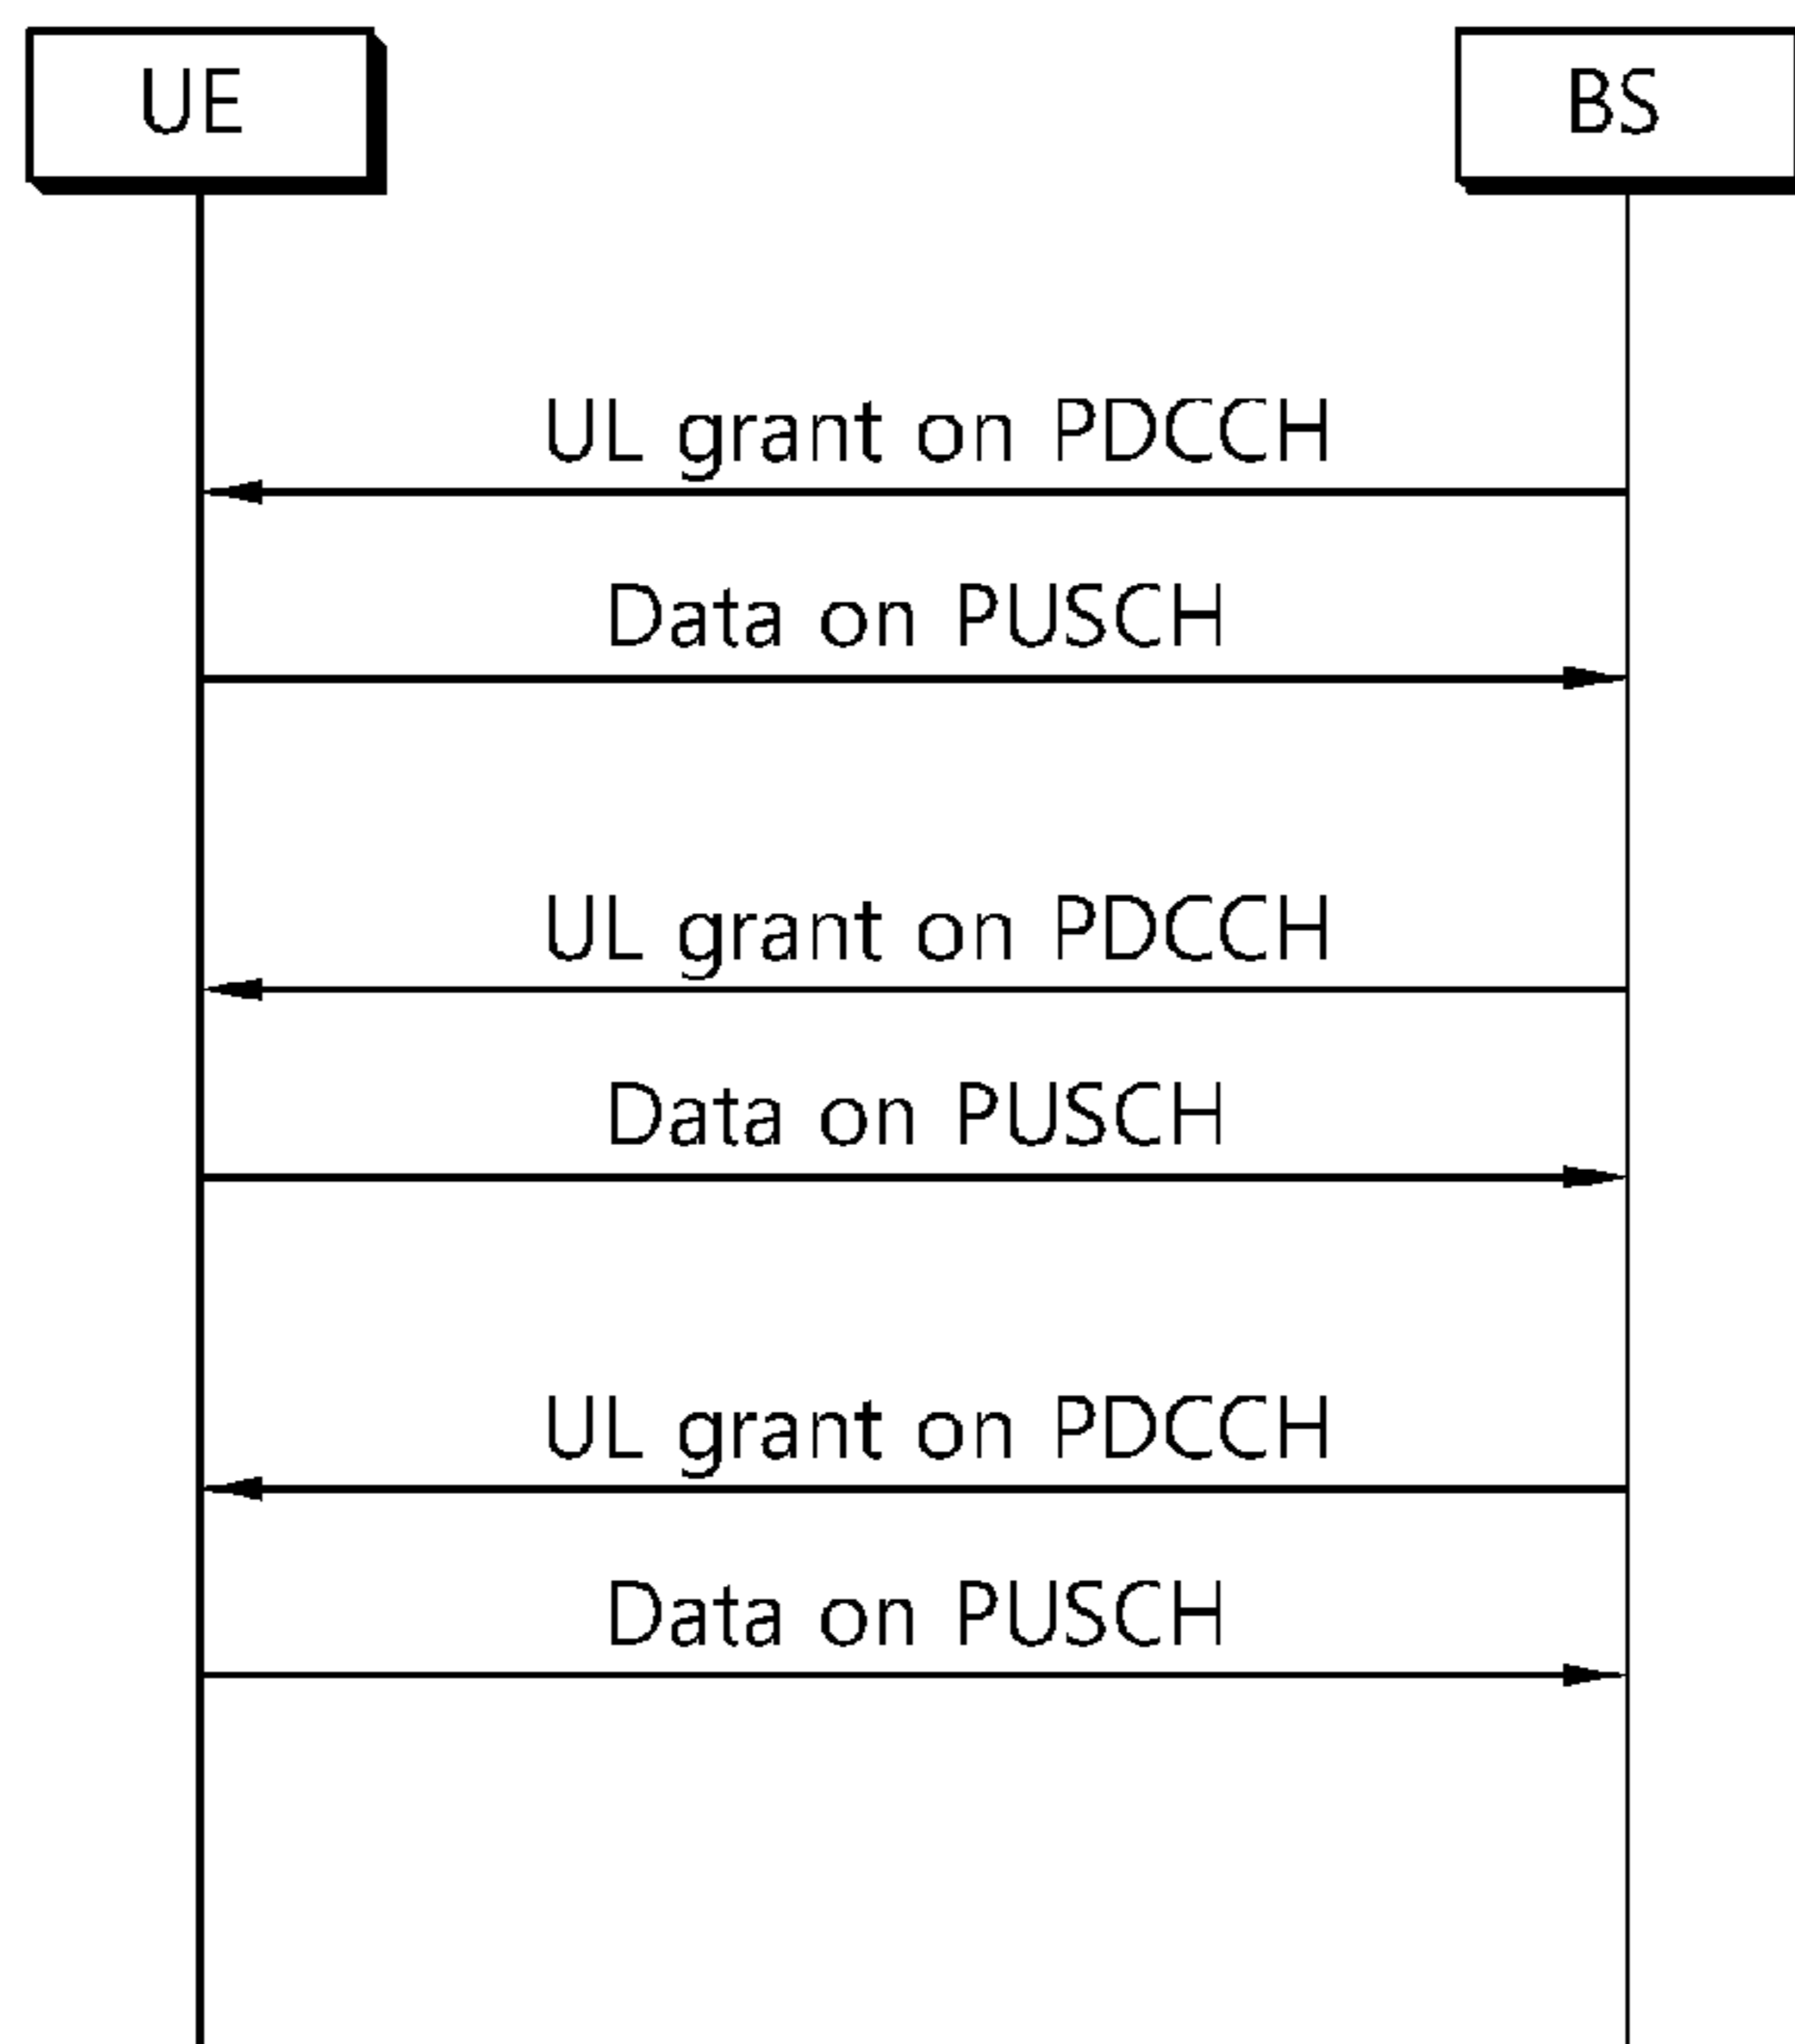 UE
BS
UL grant on PDCCH
Data on PUSCH
UL grant on PDCCH
Data on PUSCH
UL grant on PDCCH
Data on PUSCH